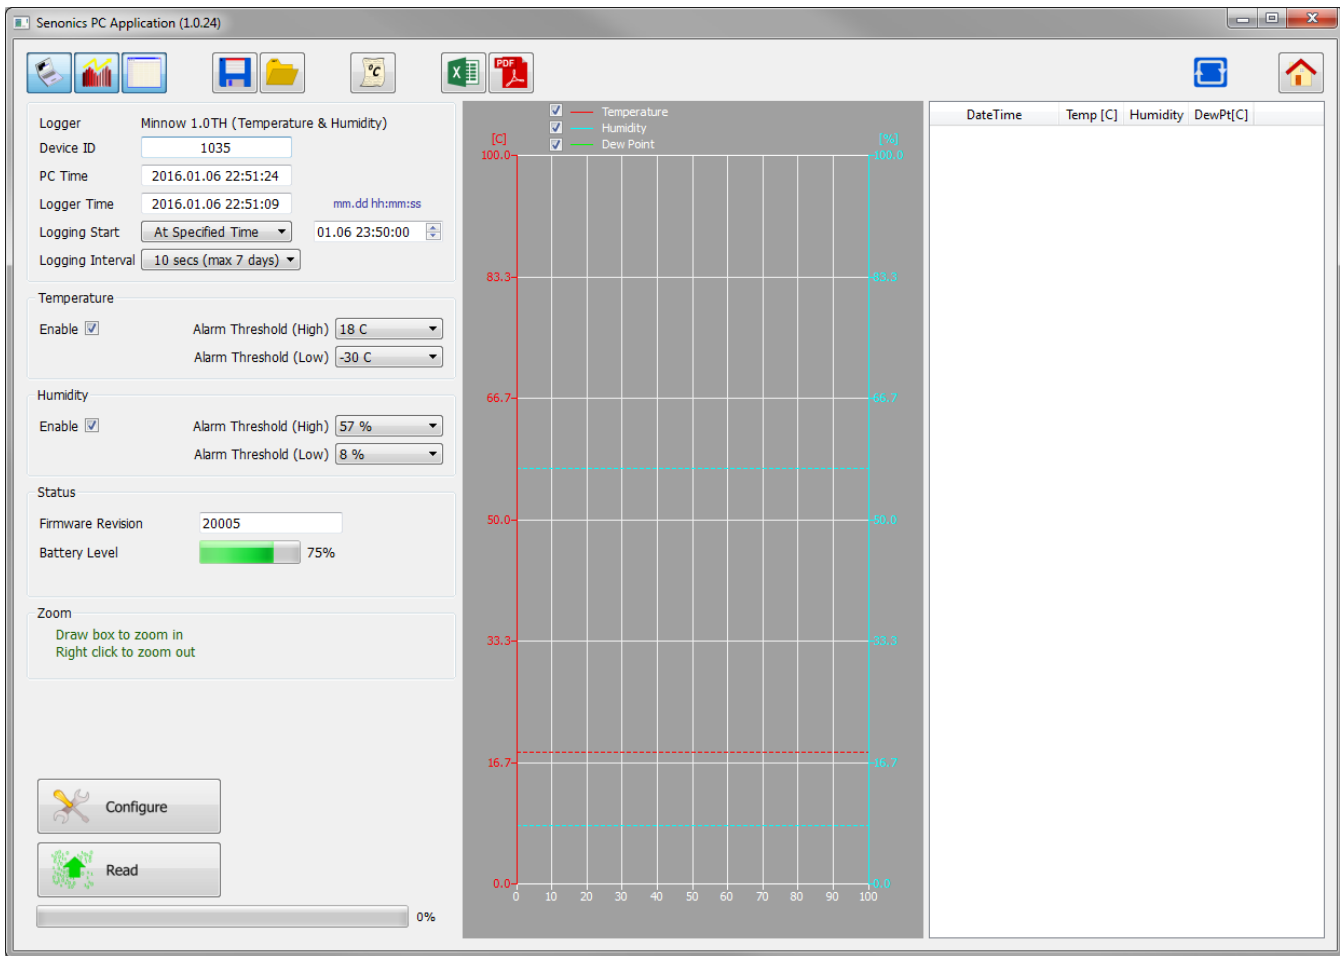 Senonics PC Application (1.0.24)
°C
X
PDF
Logger Minnow 1.0TH (Temperature & Humidity)
Device ID 1035
PC Time 2016.01.06 22:51:24
Logger Time 2016.01.06 22:51:09 mm.dd hh:mm:ss
Logging Start At Specified Time 01.06 23:50:00
Logging Interval 10 secs (max 7 days)
Temperature
Enable Alarm Threshold (High) 18 C
Alarm Threshold (Low) -30 C
Humidity
Enable Alarm Threshold (High) 57 %
Alarm Threshold (Low) 8 %
Status
Firmware Revision 20005
Battery Level 75%
Zoom
Draw box to zoom in
Right click to zoom out
Configure
Read
0%
Temperature
Humidity
Dew Point
[C] [%]
100.0 100.0
83.3 83.3
66.7 66.7
50.0 50.0
33.3 33.3
16.7 16.7
0.0 0.0
0 10 20 30 40 50 60 70 80 90 100
DateTime Temp [C] Humidity DewPt[C]